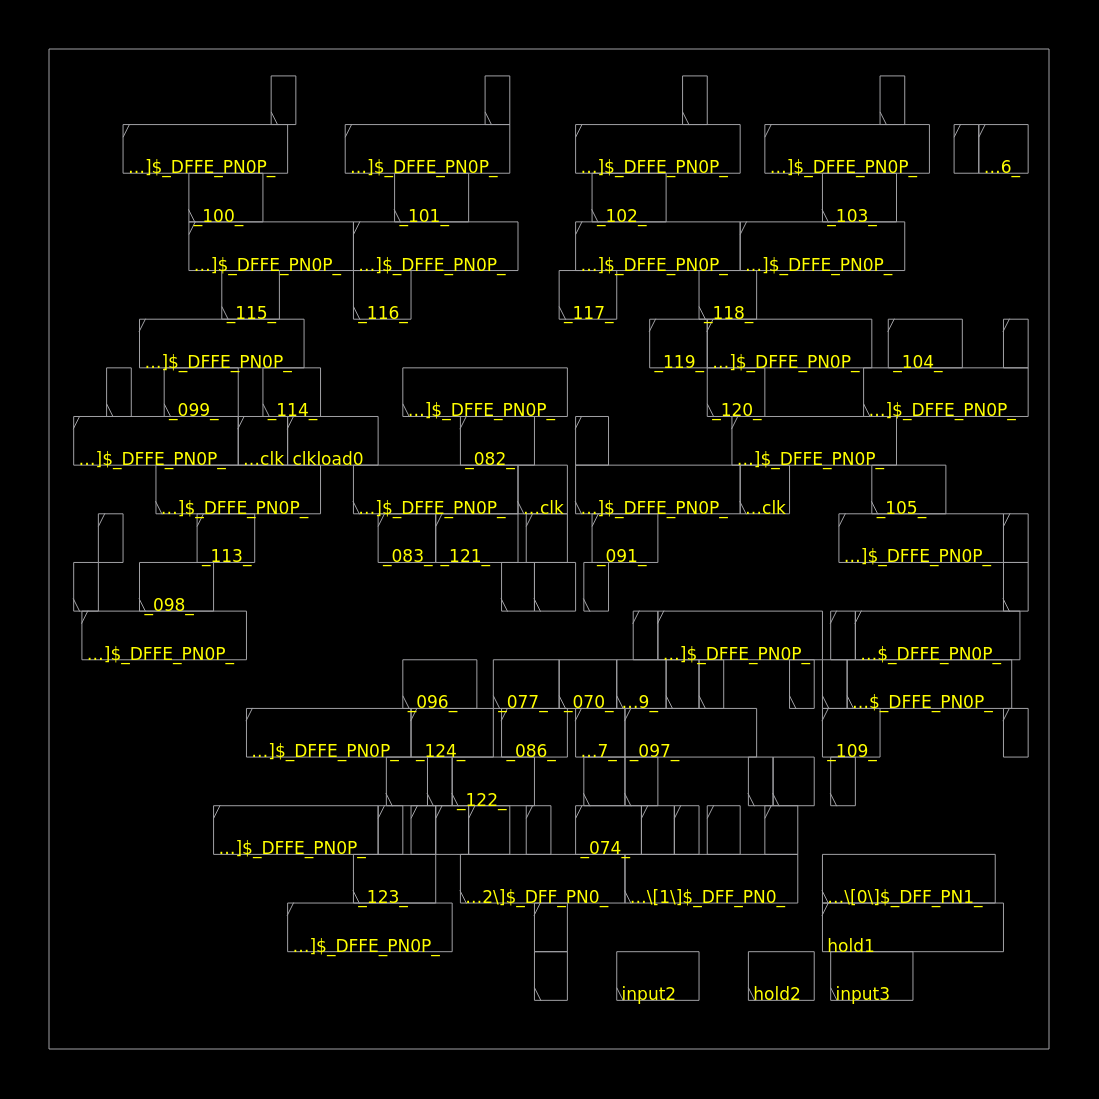 ...]$_DFFE_PN0P_ ...]$_DFFE_PN0P_ ...]$_DFFE_PN0P_ ...]$_DFFE_PN0P_ ...6_
_100_ _101_ _102_ _103_
...]$_DFFE_PN0P_ ...]$_DFFE_PN0P_ ...]$_DFFE_PN0P_ ...]$_DFFE_PN0P_
_115_ _116_ _117_ _118_
...]$_DFFE_PN0P_ _119_ ...]$_DFFE_PN0P_ _104_
_099_ _114_ ...]$_DFFE_PN0P_ _120_ ...]$_DFFE_PN0P_
...]$_DFFE_PN0P_ ...clk clkload0 _082_ ...]$_DFFE_PN0P_
...]$_DFFE_PN0P_ ...]$_DFFE_PN0P_ ...clk ...]$_DFFE_PN0P_ ...clk _105_
_113_ _083_ _121_ _091_ ...]$_DFFE_PN0P_
_098_
...]$_DFFE_PN0P_ ...]$_DFFE_PN0P_ ...$_DFFE_PN0P_
_096_ _077_ _070_ ...9_ ...$_DFFE_PN0P_
...]$_DFFE_PN0P_ _124_ _086_ ...7_ _097_ _109_
_122_
...]$_DFFE_PN0P_ _074_
_123_ ...2\]$_DFF_PN0_ ...\[1\]$_DFF_PN0_ ...\[0\]$_DFF_PN1_
...]$_DFFE_PN0P_ hold1
input2 hold2 input3